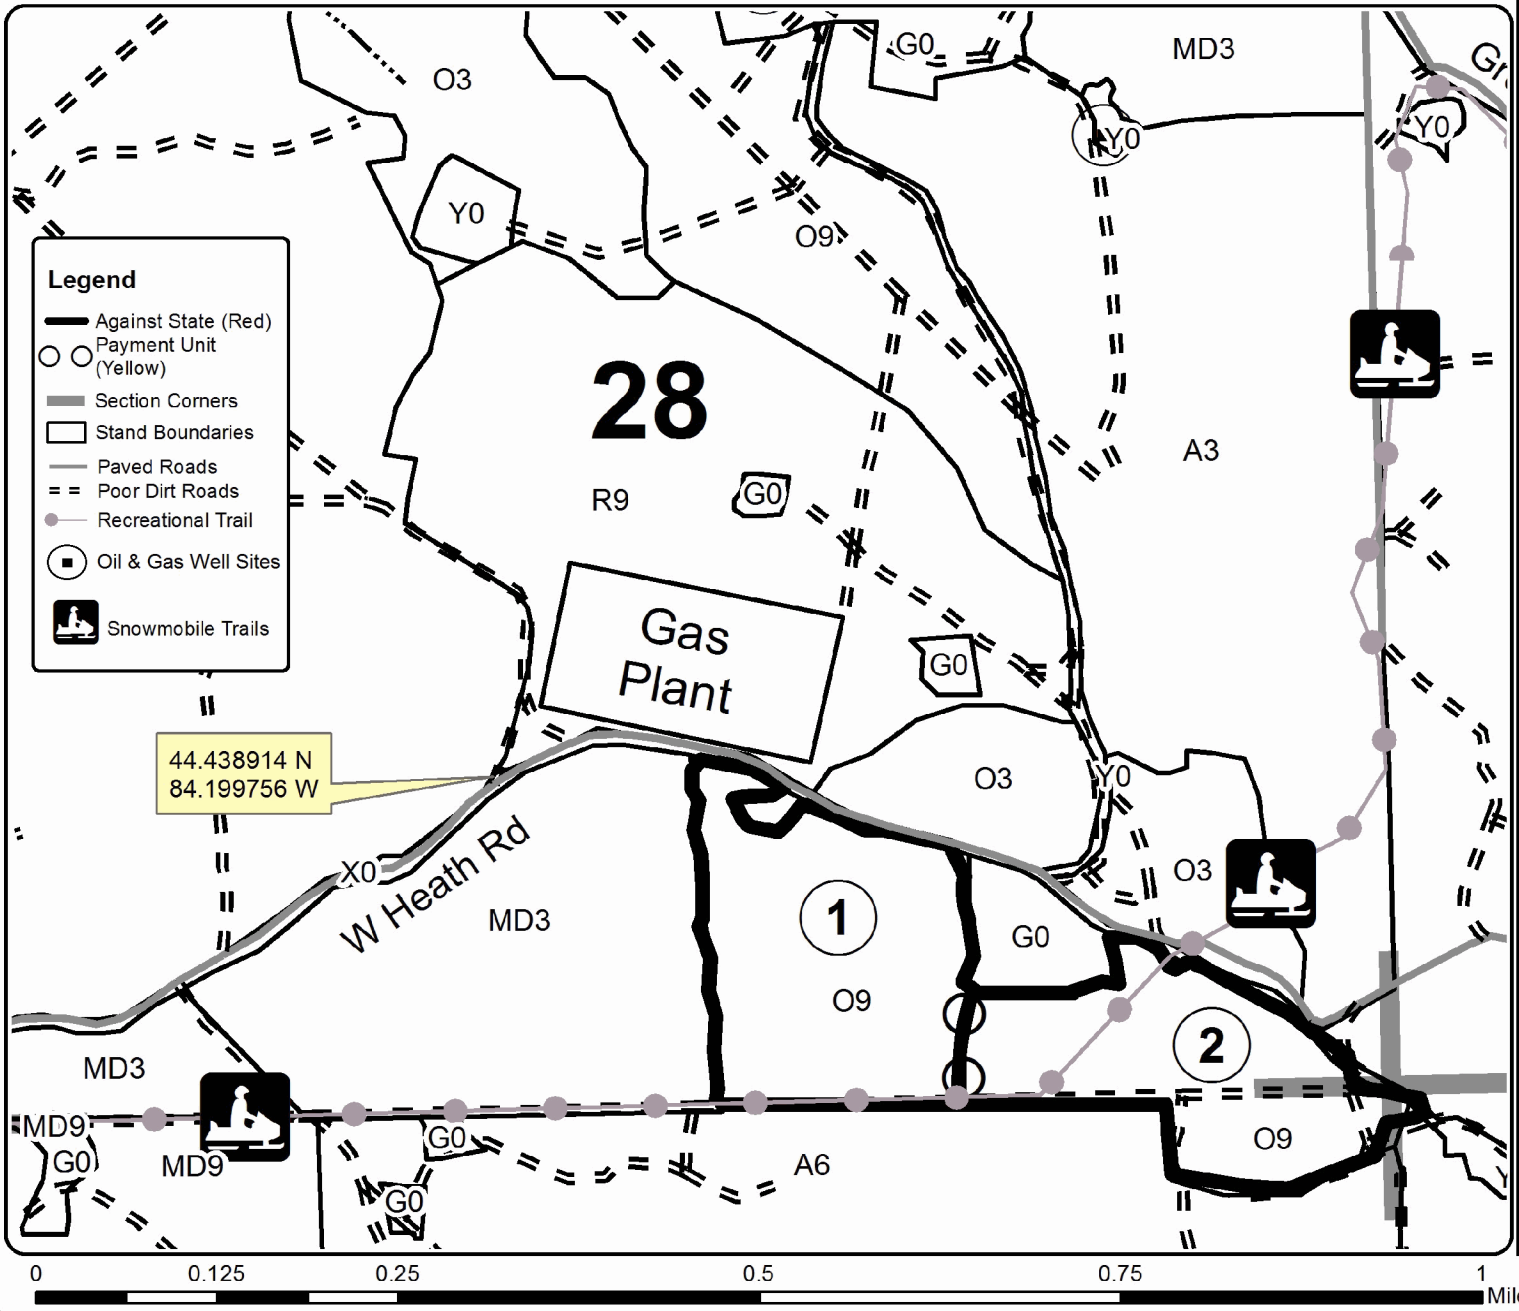 G0
MD3
Gr
O3
Y0
Y0
Y0
O9
Legend
Against State (Red)
Payment Unit
(Yellow)
Section Corners
Stand Boundaries
Paved Roads
Poor Dirt Roads
Recreational Trail
Oil & Gas Well Sites
Snowmobile Trails
28
A3
R9
G0
Gas
Plant
G0
44.438914 N
84.199756 W
O3
Y0
X0
W Heath Rd
O3
MD3
1
G0
O9
2
MD3
MD9
G0
MD9
G0
G0
A6
O9
Y
0
0.125
0.25
0.5
0.75
1
Mil